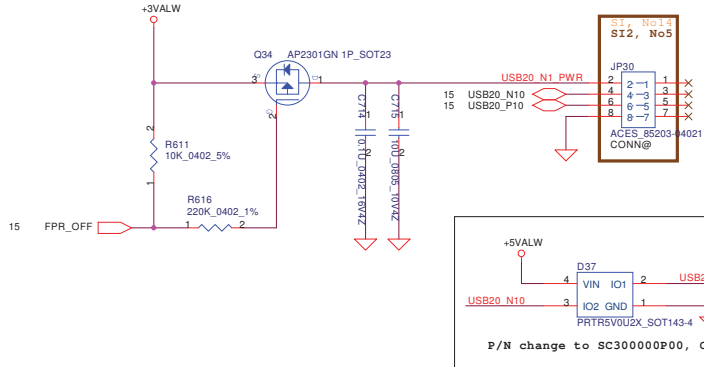 +3VALW
Q34 AP2301GN 1P_SOT23
3 S D 1
G
2
SI, No14
SI2, No5
JP30
USB20_N1_PWR 2 2 1 1
15 USB20_N10 4 4 3 3
15 USB20_P10 6 6 5 5
8 8 7 7
ACES_85203-04021
CONN@
C714
1
2
0.1U_0402_16V4Z
C715
1
2
10U_0805_10V4Z
2
R611
10K_0402_5%
1
R616
220K_0402_1%
15 FPR_OFF 1 2
+5VALW
D37
4 VIN IO1 2 USB2
USB20_N10 3 IO2 GND 1
PRTR5V0U2X_SOT143-4
P/N change to SC300000P00,